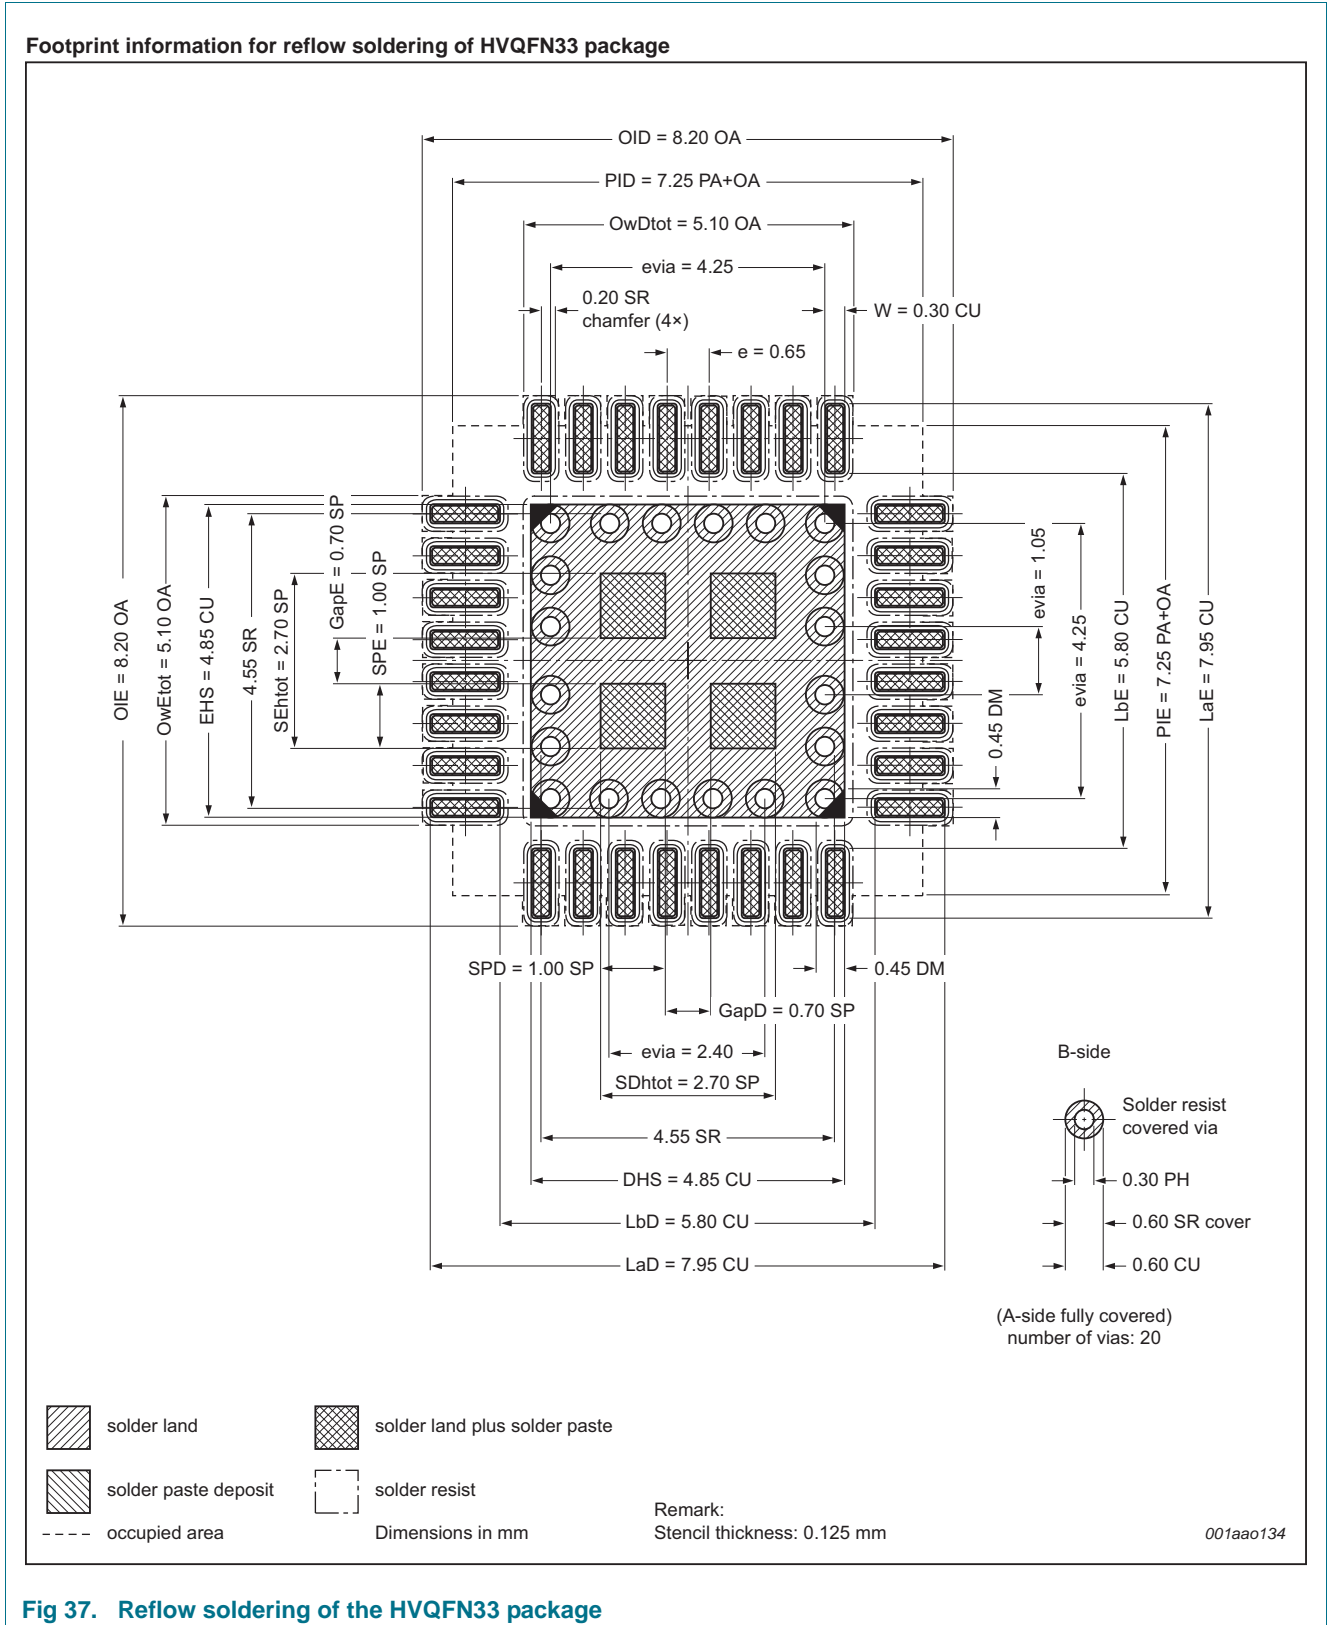 Footprint information for reflow soldering of HVQFN33 package
OID = 8.20 OA
PID = 7.25 PA+OA
OwDtot = 5.10 OA
evia = 4.25
0.20 SR
chamfer (4×)
W = 0.30 CU
e = 0.65
OIE = 8.20 OA
OwEtot = 5.10 OA
EHS = 4.85 CU
4.55 SR
SEhtot = 2.70 SP
GapE = 0.70 SP
SPE = 1.00 SP
evia = 1.05
0.45 DM
evia = 4.25
LbE = 5.80 CU
PIE = 7.25 PA+OA
LaE = 7.95 CU
SPD = 1.00 SP
0.45 DM
GapD = 0.70 SP
evia = 2.40
SDhtot = 2.70 SP
4.55 SR
DHS = 4.85 CU
LbD = 5.80 CU
LaD = 7.95 CU
B-side
Solder resist
covered via
0.30 PH
0.60 SR cover
0.60 CU
(A-side fully covered)
number of vias: 20
solder land
solder land plus solder paste
solder paste deposit
solder resist
occupied area
Dimensions in mm
Remark:
Stencil thickness: 0.125 mm
001aao134
Fig 37. Reflow soldering of the HVQFN33 package